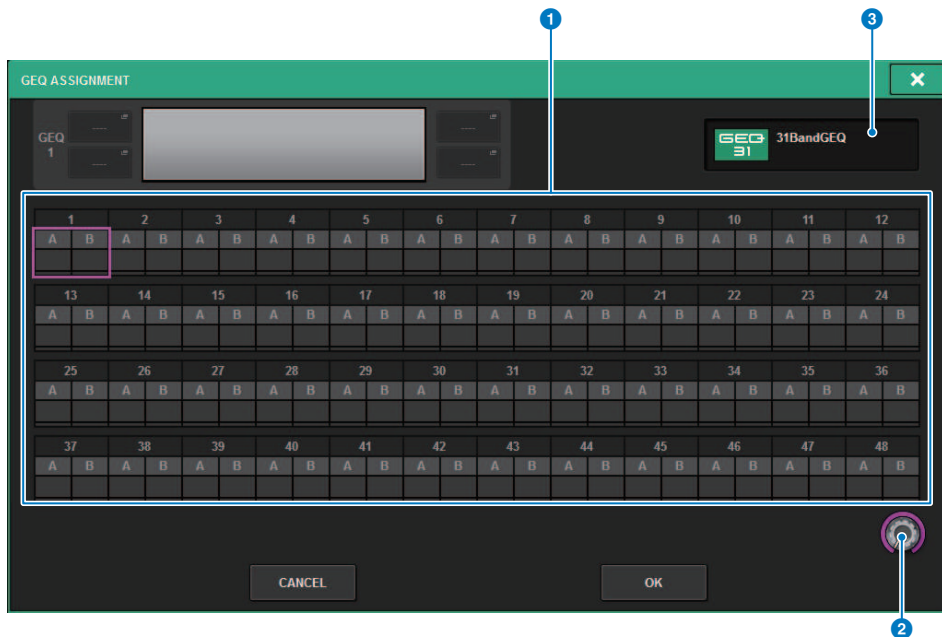 1 3
GEQ ASSIGNMENT
GEQ
1
---- ----
---- ----
GEQ
31
31BandGEQ
1 2 3 4 5 6 7 8 9 10 11 12
A B A B A B A B A B A B A B A B A B A B A B A B
13 14 15 16 17 18 19 20 21 22 23 24
A B A B A B A B A B A B A B A B A B A B A B A B
25 26 27 28 29 30 31 32 33 34 35 36
A B A B A B A B A B A B A B A B A B A B A B A B
37 38 39 40 41 42 43 44 45 46 47 48
A B A B A B A B A B A B A B A B A B A B A B A B
CANCEL OK
2